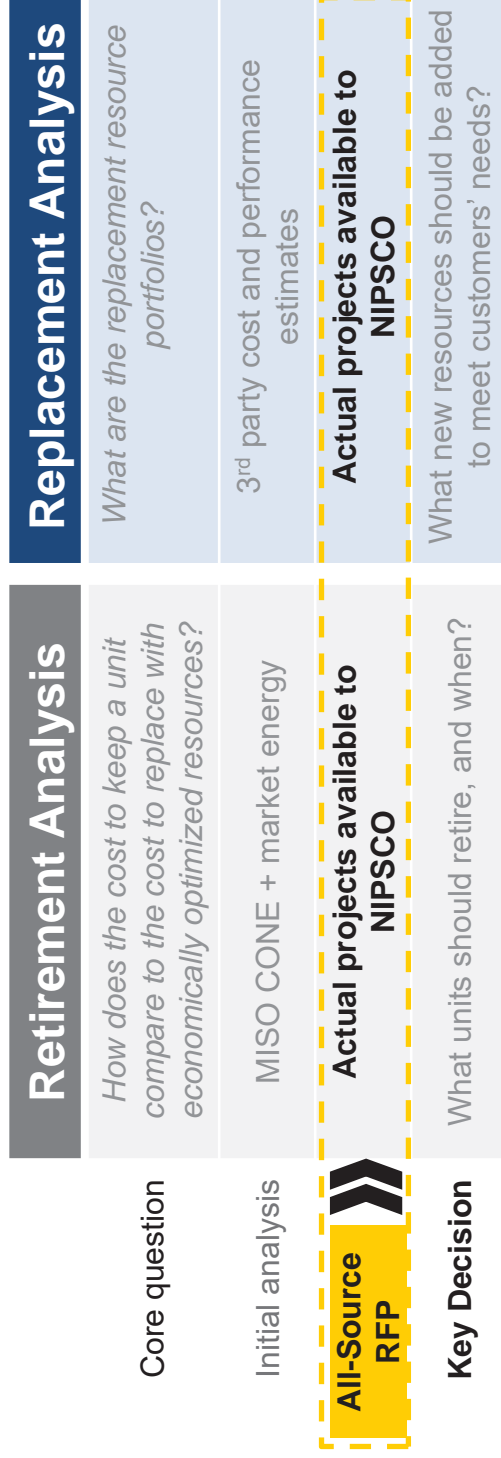 Retirement Analysis
Replacement Analysis
Core question
How does the cost to keep a unit
compare to the cost to replace with
economically optimized resources?
What are the replacement resource
portfolios?
Initial analysis
MISO CONE + market energy
3rd party cost and performance
estimates
All-Source
RFP
Actual projects available to
NIPSCO
Actual projects available to
NIPSCO
Key Decision
What units should retire, and when?
What new resources should be added
to meet customers’ needs?